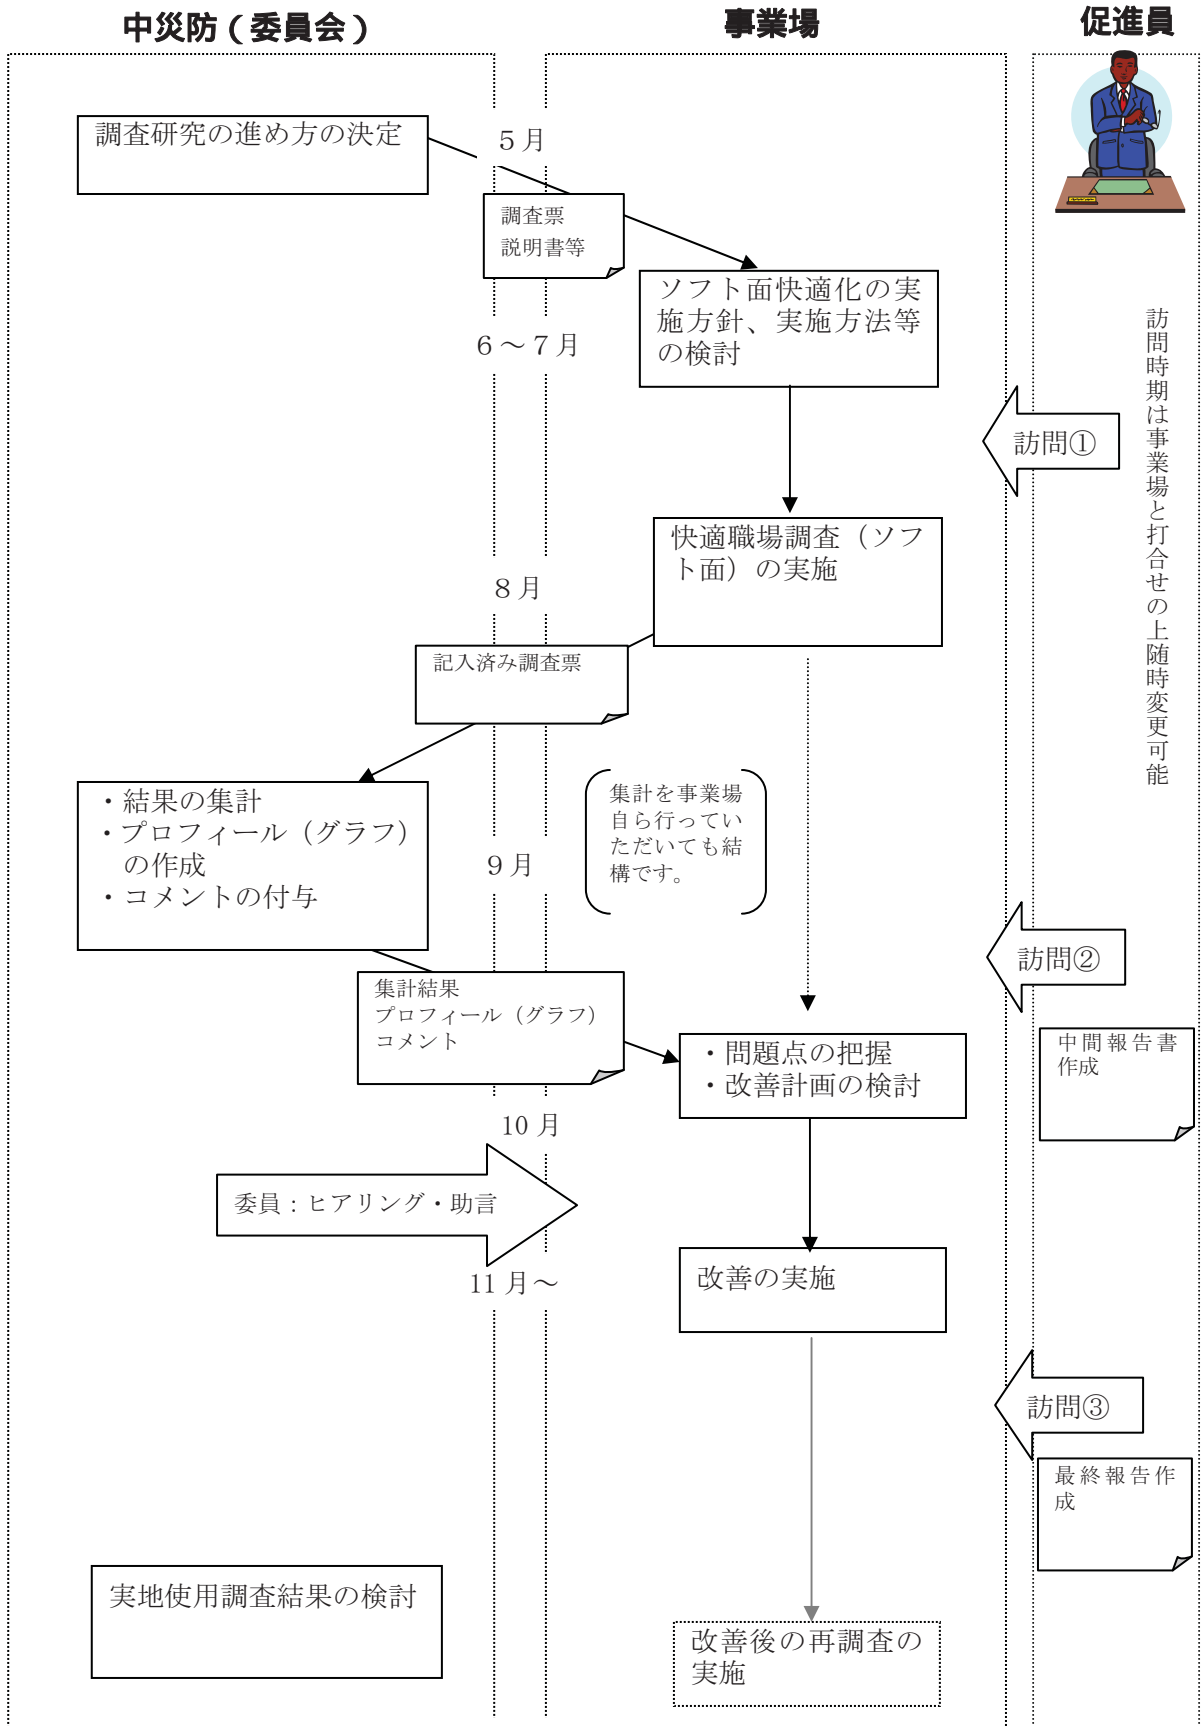 中災防（委員会）
事業場
促進員
調査研究の進め方の決定
５月
調査票
説明書等
ソフト面快適化の実
施方針、実施方法等
の検討
６～７月
訪問時期は事業場と打合せの上随時変更可能
訪問①
快適職場調査（ソフ
ト面）の実施
８月
記入済み調査票
・結果の集計
・プロフィール（グラフ）
の作成
・コメントの付与
集計を事業場
自ら行ってい
ただいても結
構です。
９月
訪問②
集計結果
プロフィール（グラフ）
コメント
・問題点の把握
・改善計画の検討
中間報告書
作成
10 月
委員：ヒアリング・助言
改善の実施
11 月～
訪問③
最終報告作
成
実地使用調査結果の検討
改善後の再調査の
実施